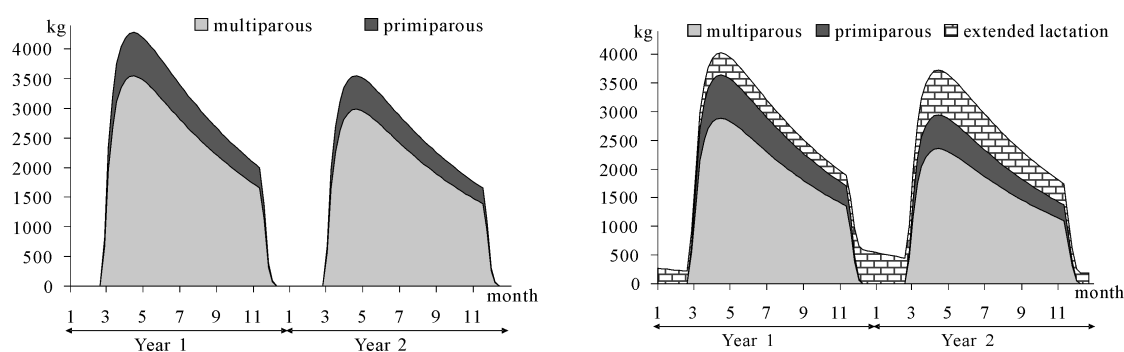 kg
multiparous primiparous
4000
3500
3000
2500
2000
1500
1000
500
0
month
1 3 5 7 9 11 1 3 5 7 9 11
Year 1 Year 2
kg
multiparous primiparous extended lactation
4000
3500
3000
2500
2000
1500
1000
500
0
month
1 3 5 7 9 11 1 3 5 7 9 11
Year 1 Year 2